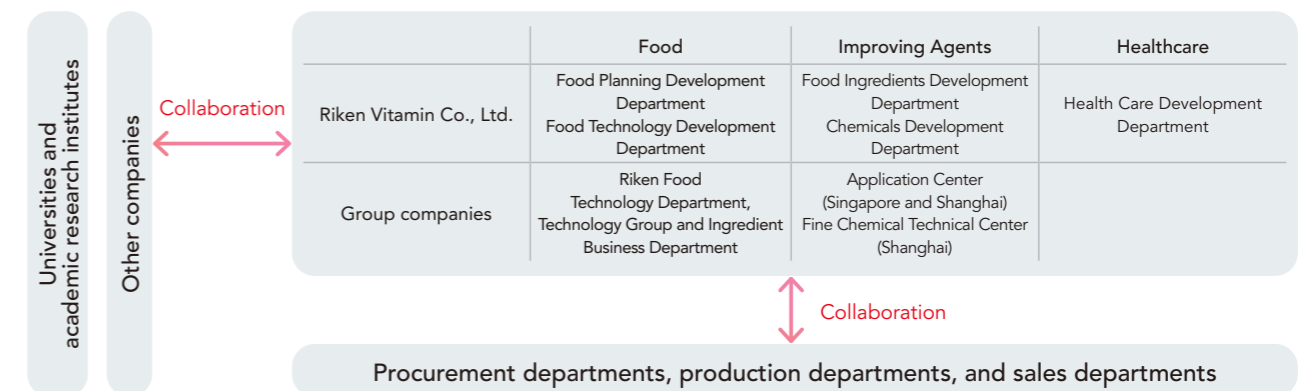 Universities and
academic research institutes
Other companies
Collaboration
Food
Improving Agents
Healthcare
Riken Vitamin Co., Ltd.
Food Planning Development
Department
Food Technology Development
Department
Food Ingredients Development
Department
Chemicals Development
Department
Health Care Development
Department
Group companies
Riken Food
Technology Department,
Technology Group and Ingredient
Business Department
Application Center
(Singapore and Shanghai)
Fine Chemical Technical Center
(Shanghai)
Collaboration
Procurement departments, production departments, and sales departments